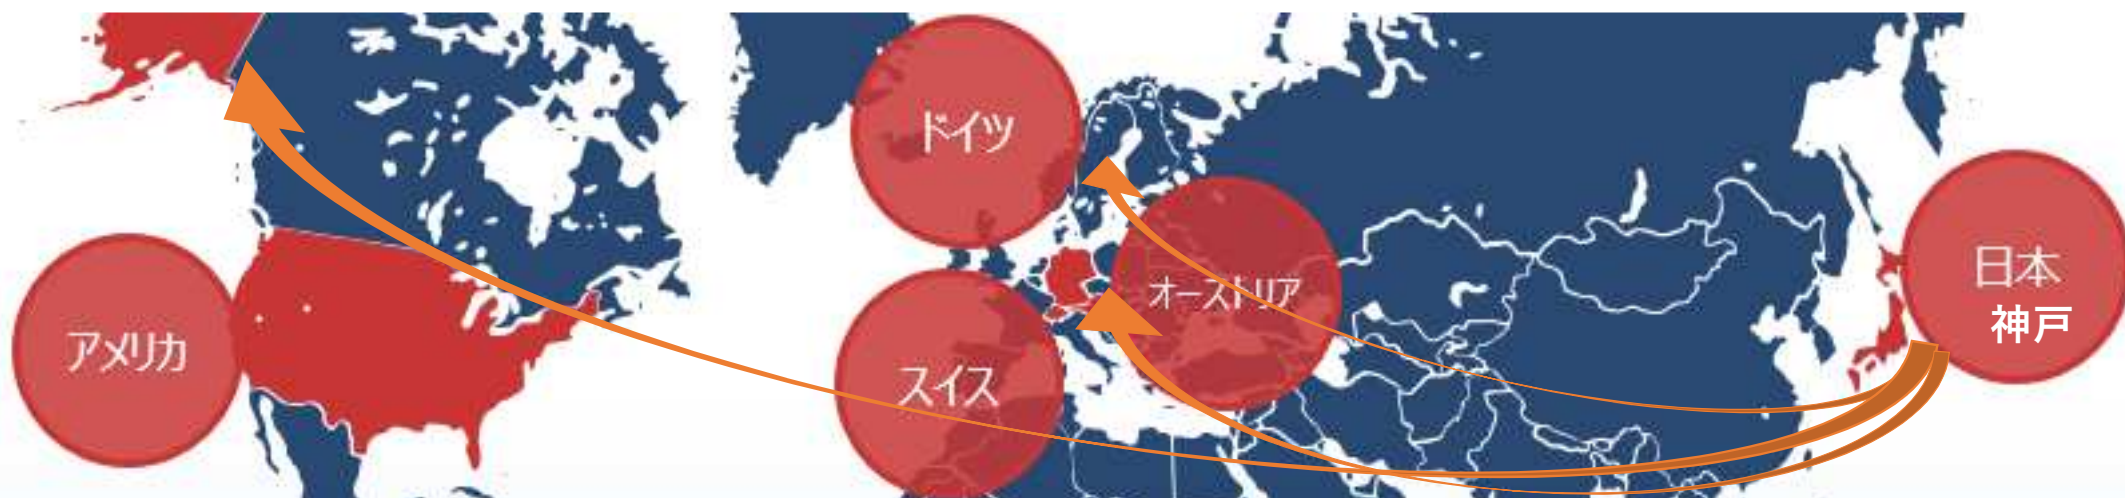 アメリカ
ドイツ
スイス
オーストリア
日本
神戸